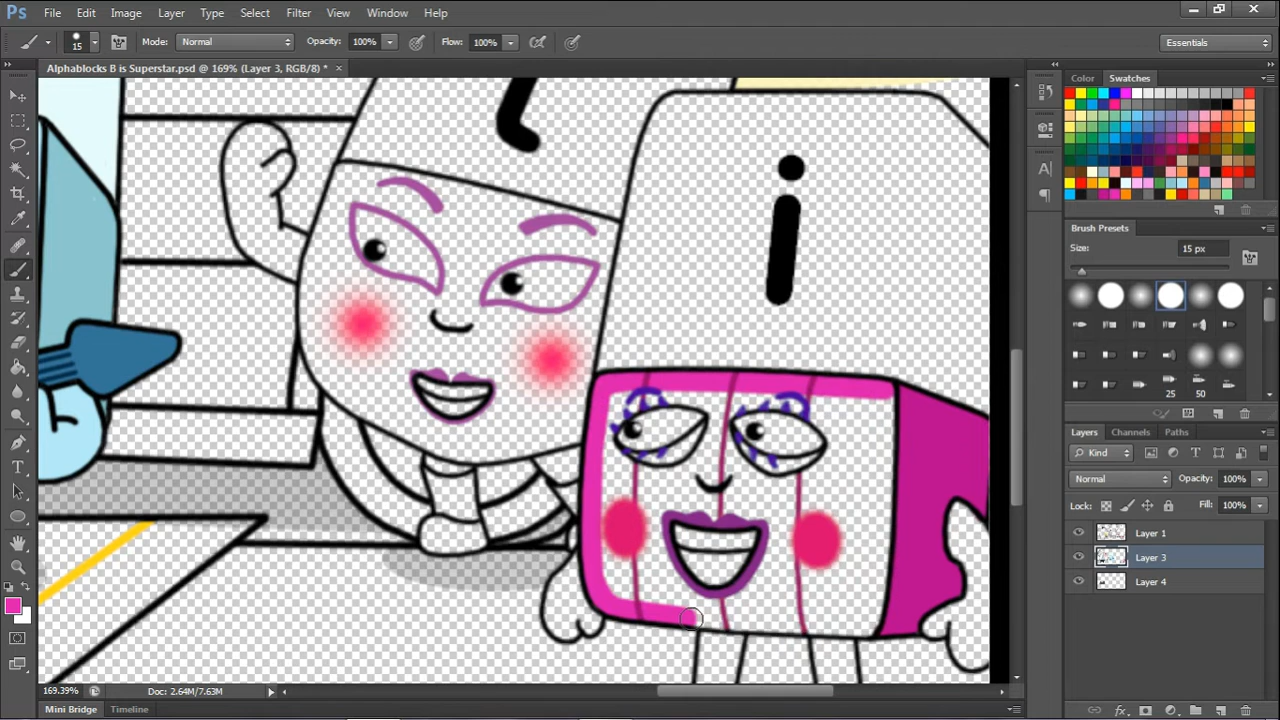 Ps File Edit Image Layer Type Select Filter View Window Help
15 Mode: Normal Opacity: 100% Flow: 100% Essentials
Alphablocks B is Superstar.psd @ 169% (Layer 3, RGB/8) * ×
Color Swatches
i
Brush Presets
Size: 15 px
25 50
Layers Channels Paths
Kind
Normal Opacity: 100%
Lock: Fill: 100%
Layer 1
Layer 3
Layer 4
169.39% Doc: 2.64M/7.63M
Mini Bridge Timeline